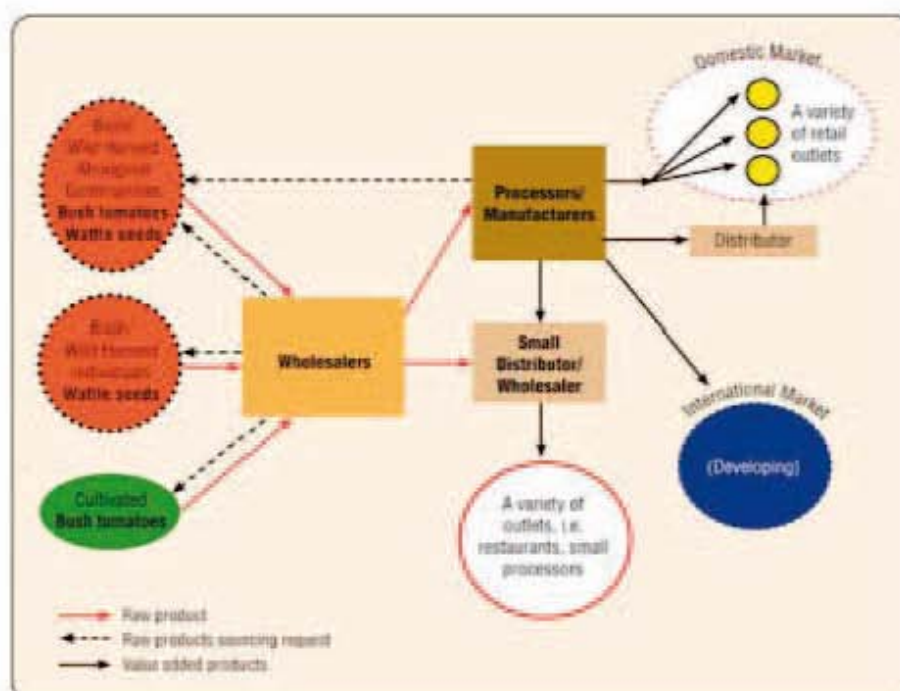 Domestic Market
A variety
of retail
outlets
Bush
Wild Harvest
Aboriginal
Communities
Bush tomatoes
Wattle seeds
Processors/
Manufacturers
Distributor
Bush
Wild Harvest
Wattle seeds
Wholesalers
Small
Distributor/
Wholesaler
International Market
(Developing)
Cultivated
Bush tomatoes
A variety of
outlets, i.e.
restaurants, small
processors
Raw product
Raw products sourcing request
Value added products